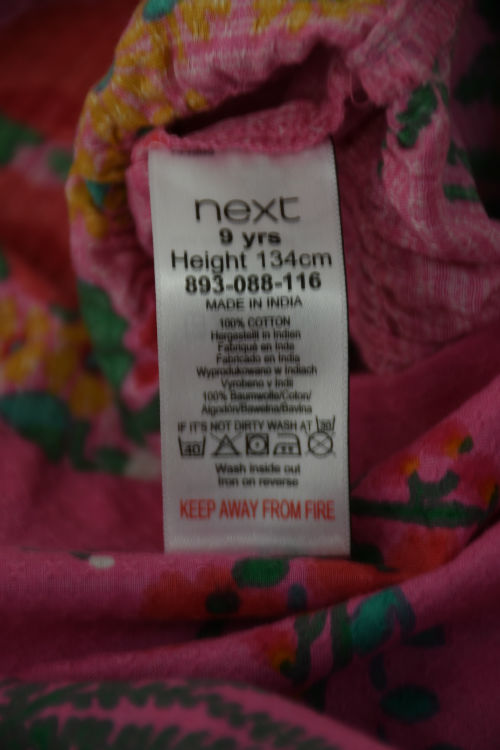 next
9 yrs
Height 134cm
893-088-116
MADE IN INDIA
100% COTTON
Hergestellt in Indien
Fabriqué en Inde
Fabricado en India
Wyprodukowano w Indiach
Vyrobeno v Indii
100% Baumwolle/Coton/
Algodón/Bawełna/Bavlna
IF IT'S NOT DIRTY WASH AT 30
40
Wash inside out
Iron on reverse
KEEP AWAY FROM FIRE